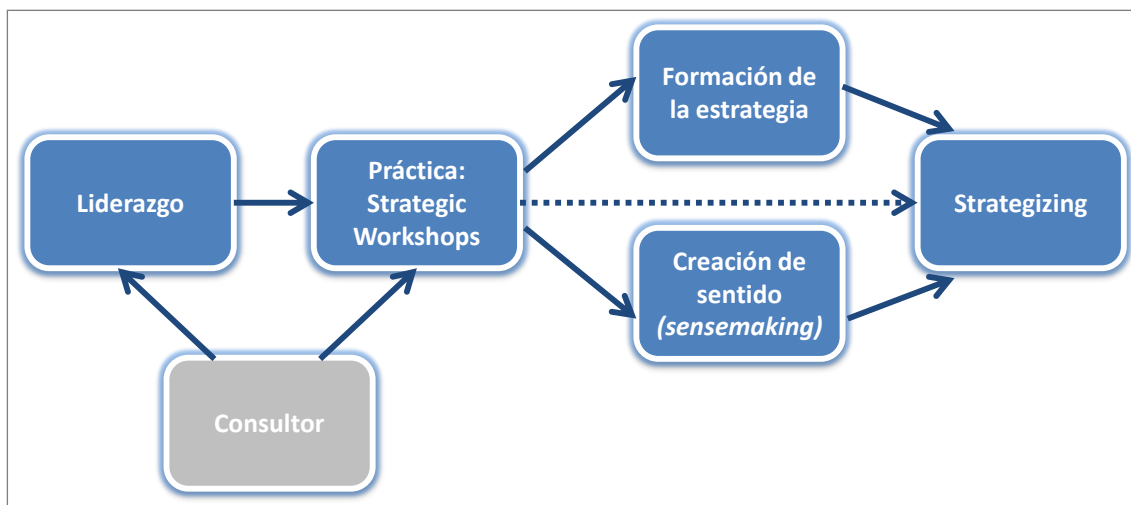 Liderazgo
Práctica:
Strategic
Workshops
Formación de
la estrategia
Creación de
sentido
(sensemaking)
Strategizing
Consultor